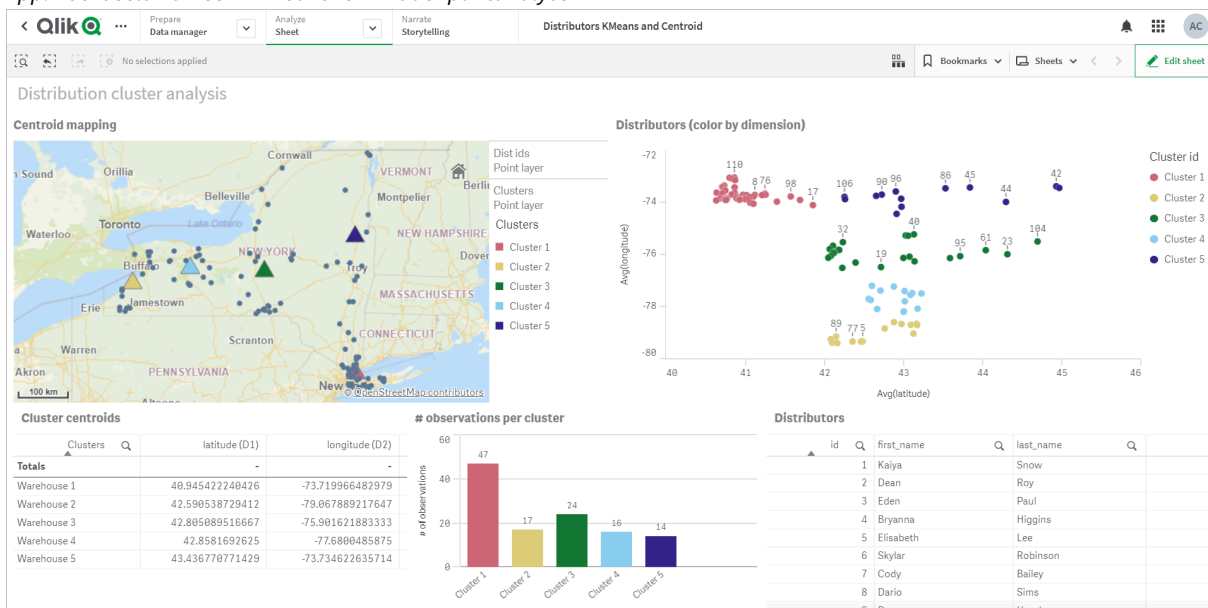 Qlik
Prepare
Data manager
Analyze
Sheet
Narrate
Storytelling
Distributors KMeans and Centroid
AC
No selections applied
Bookmarks
Sheets
Edit sheet
Distribution cluster analysis
Centroid mapping
n Sound
Orillia
Cornwall
VERMONT
Berlin
Montpelier
Belleville
Toronto
Lake Ontario
Waterloo
NEW HAMPSHIRE
Dover
NEW YORK
Buffalo
Troy
MASSACHUSETTS
Jamestown
Erie
Scranton
CONNECTICUT
Warren
Akron
PENNSYLVANIA
New
100 km
© OpenStreetMap contributors
Dist ids
Point layer
Clusters
Point layer
Clusters
Cluster 1
Cluster 2
Cluster 3
Cluster 4
Cluster 5
Distributors (color by dimension)
-72
-74
-76
-78
-80
Avg(longitude)
110
8
76
98
17
106
90
96
86
45
44
42
32
40
19
95
61
23
104
89
77
5
40
41
42
43
44
45
46
Avg(latitude)
Cluster id
Cluster 1
Cluster 2
Cluster 3
Cluster 4
Cluster 5
Cluster centroids
Clusters latitude (D1) longitude (D2)
Totals - -
Warehouse 1 40.945422240426 -73.719966482979
Warehouse 2 42.590538729412 -79.067889217647
Warehouse 3 42.805089516667 -75.901621883333
Warehouse 4 42.8581692625 -77.6800485875
Warehouse 5 43.436770771429 -73.734622635714
# observations per cluster
60
40
20
0
# of observations
47
17
24
16
14
Cluster 1
Cluster 2
Cluster 3
Cluster 4
Cluster 5
Distributors
id first_name last_name
1 Kaiya Snow
2 Dean Roy
3 Eden Paul
4 Bryanna Higgins
5 Elisabeth Lee
6 Skylar Robinson
7 Cody Bailey
8 Dario Sims